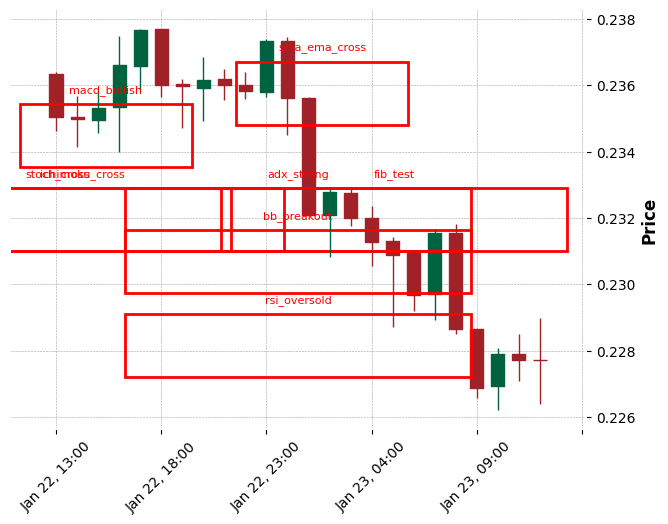 0.238
sma_ema_cross
0.236
macd_bullish
0.234
ichimoku_cross
adx_strong
fib_test
0.232
bb_breakout
Price
0.230
rsi_oversold
0.228
0.226
Jan 22, 13:00
Jan 22, 18:00
Jan 22, 23:00
Jan 23, 04:00
Jan 23, 09:00